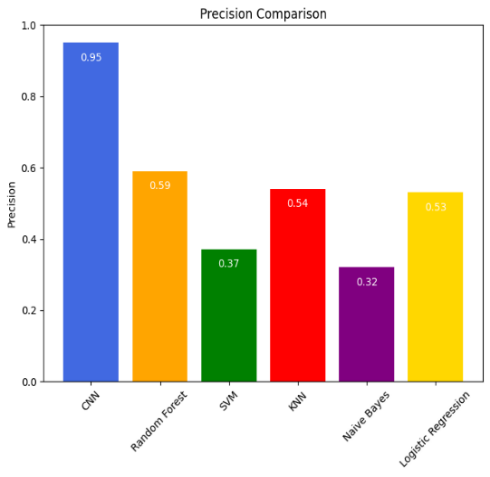 Precision Comparison
1.0
0.8
0.6
0.4
0.2
0.0
Precision
0.95
0.59
0.37
0.54
0.32
0.53
CNN
Random Forest
SVM
KNN
Naive Bayes
Logistic Regression